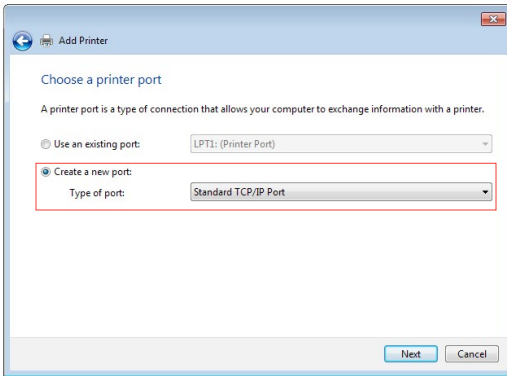 Add Printer
Choose a printer port
A printer port is a type of connection that allows your computer to exchange information with a printer.
Use an existing port: LPT1: (Printer Port)
Create a new port:
Type of port: Standard TCP/IP Port
Next Cancel